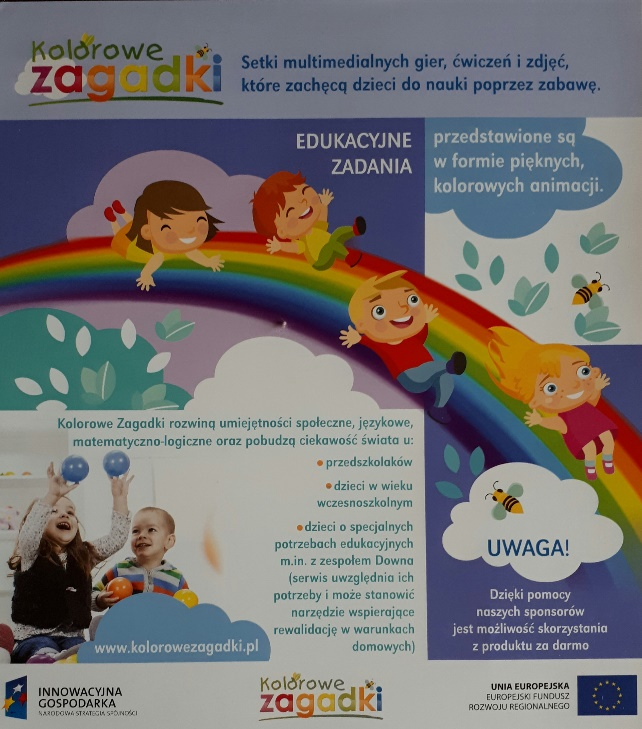 Kolorowe
zagadki
Setki multimedialnych gier, ćwiczeń i zdjęć,
które zachęcą dzieci do nauki poprzez zabawę.
EDUKACYJNE
ZADANIA
przedstawione są
w formie pięknych,
kolorowych animacji.
Kolorowe Zagadki rozwiną umiejętności społeczne, językowe,
matematyczno-logiczne oraz pobudzą ciekawość świata u:
• przedszkolaków
• dzieci w wieku
wczesnoszkolnym
• dzieci o specjalnych
potrzebach edukacyjnych
m.in. z zespołem Downa
(serwis uwzględnia ich
potrzeby i może stanowić
narzędzie wspierające
rewalidację w warunkach
domowych)
www.kolorowezagadki.pl
UWAGA!
Dzięki pomocy
naszych sponsorów
jest możliwość skorzystania
z produktu za darmo
INNOWACYJNA
GOSPODARKA
NARODOWA STRATEGIA SPÓJNOŚCI
Kolorowe
zagadki
UNIA EUROPEJSKA
EUROPEJSKI FUNDUSZ
ROZWOJU REGIONALNEGO